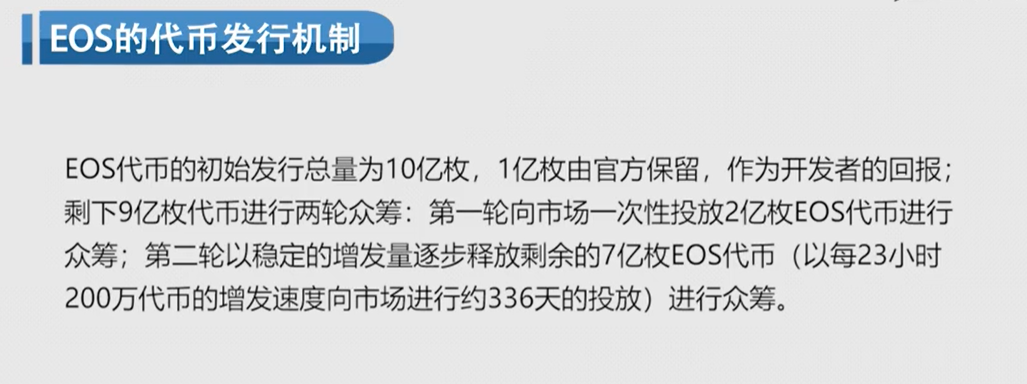 EOS的代币发行机制
EOS代币的初始发行总量为10亿枚，1亿枚由官方保留，作为开发者的回报；
剩下9亿枚代币进行两轮众筹：第一轮向市场一次性投放2亿枚EOS代币进行
众筹；第二轮以稳定的增发量逐步释放剩余的7亿枚EOS代币（以每23小时
200万代币的增发速度向市场进行约336天的投放）进行众筹。